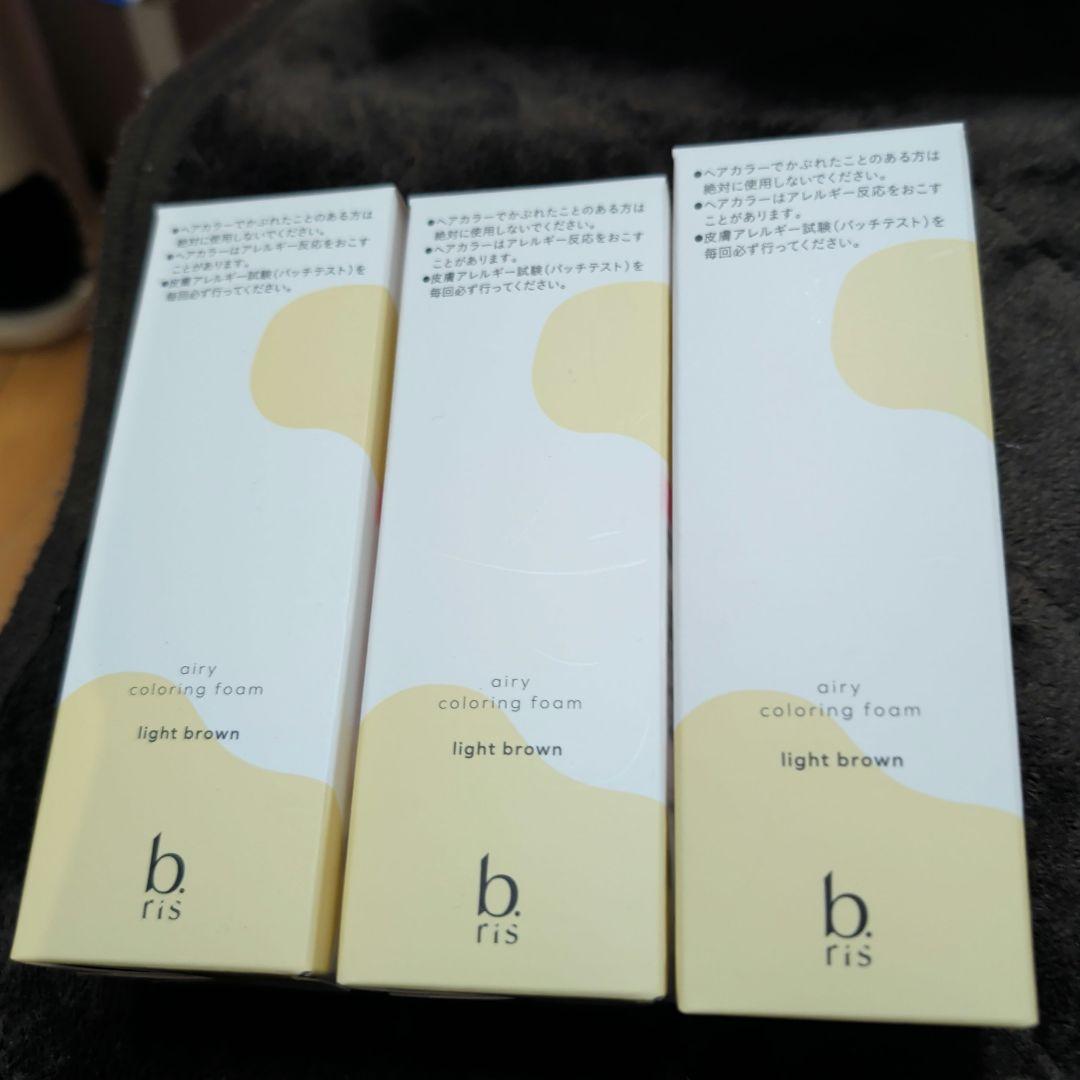 ●ヘアカラーでかぶれたことのある方は
絶対に使用しないでください。
●ヘアカラーはアレルギー反応をおこす
ことがあります。
●皮膚アレルギー試験(パッチテスト)を
毎回必ず行ってください。
airy
coloring foam
light brown
b.
ris
●ヘアカラーでかぶれたことのある方は
絶対に使用しないでください。
●ヘアカラーはアレルギー反応をおこす
ことがあります。
●皮膚アレルギー試験(パッチテスト)を
毎回必ず行ってください。
airy
coloring foam
light brown
b.
ris
●ヘアカラーでかぶれたことのある方は
絶対に使用しないでください。
●ヘアカラーはアレルギー反応をおこす
ことがあります。
●皮膚アレルギー試験(パッチテスト)を
毎回必ず行ってください。
airy
coloring foam
light brown
b.
ris